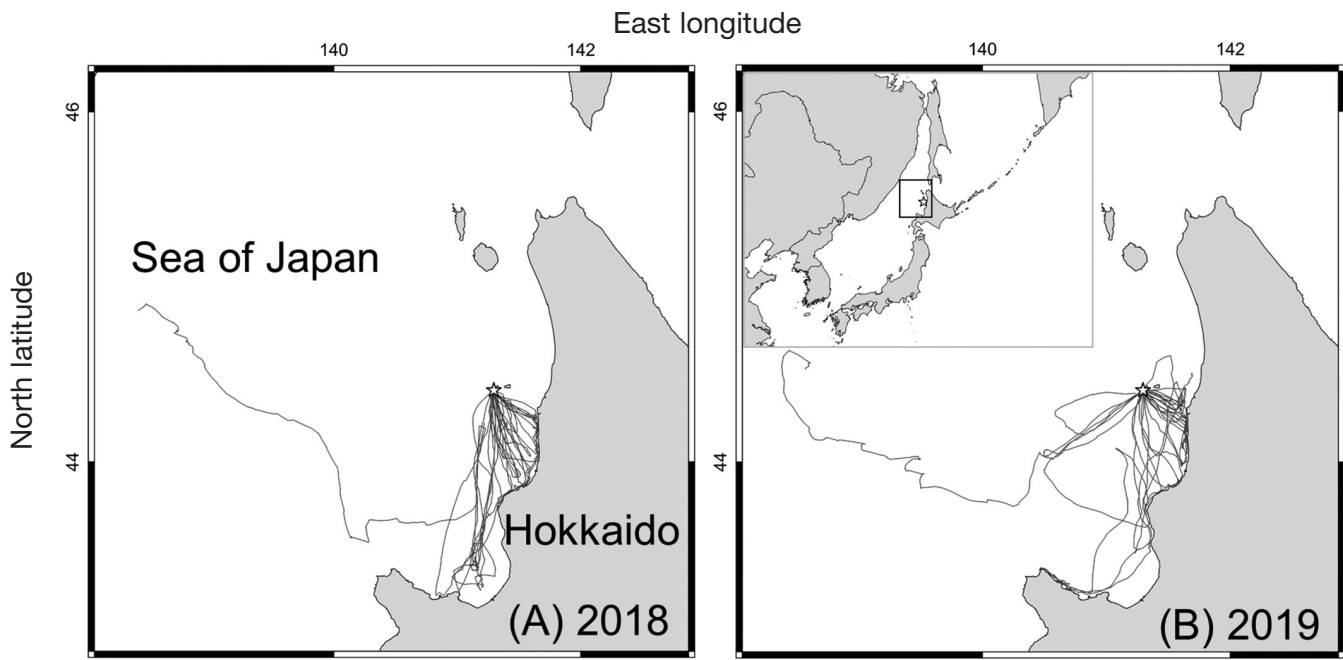 East longitude
140
142
140
142
46
46
Sea of Japan
North latitude
44
44
Hokkaido
(A) 2018
(B) 2019